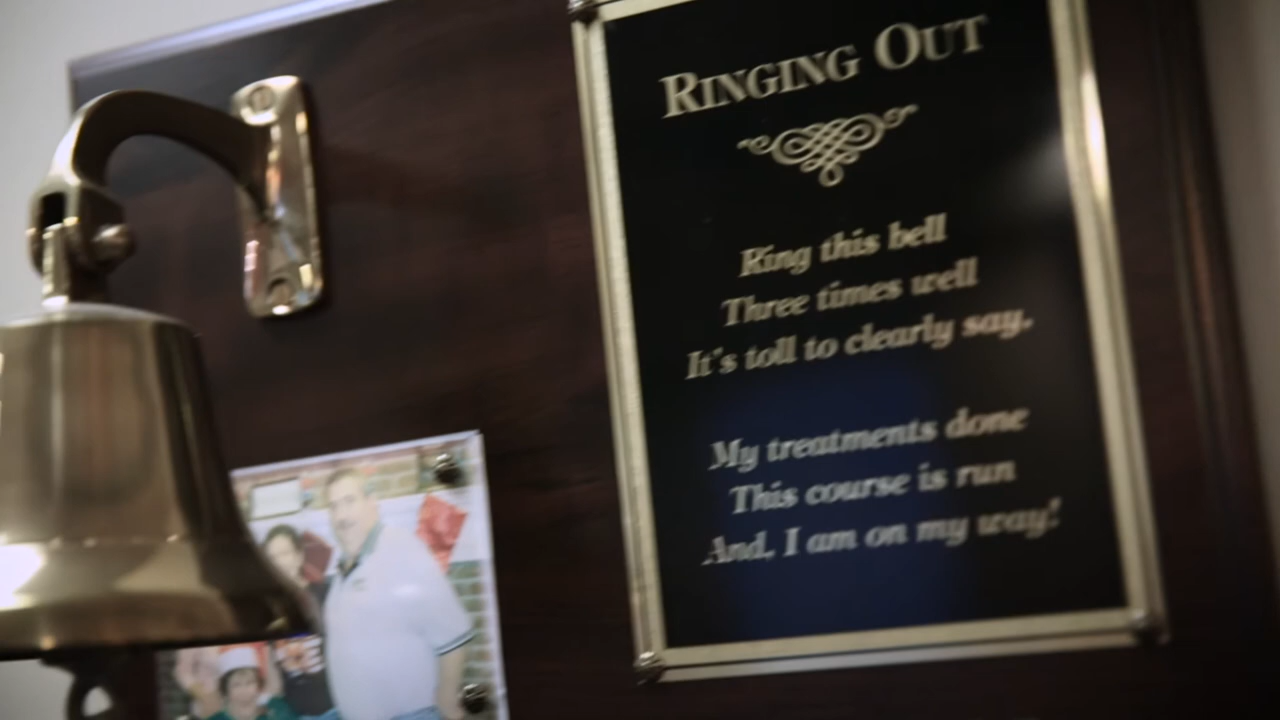 RINGING OUT
Ring this bell
Three times well
It's toll to clearly say.
My treatments done
This course is run
And, I am on my way!